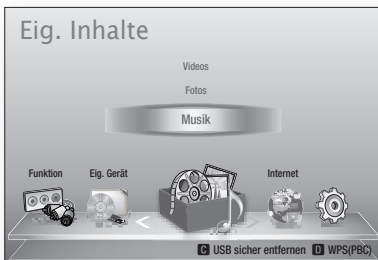 Eig. Inhalte
Videos
Fotos
Musik
Funktion Eig. Gerät Internet
C USB sicher entfernen D WPS(PBC)